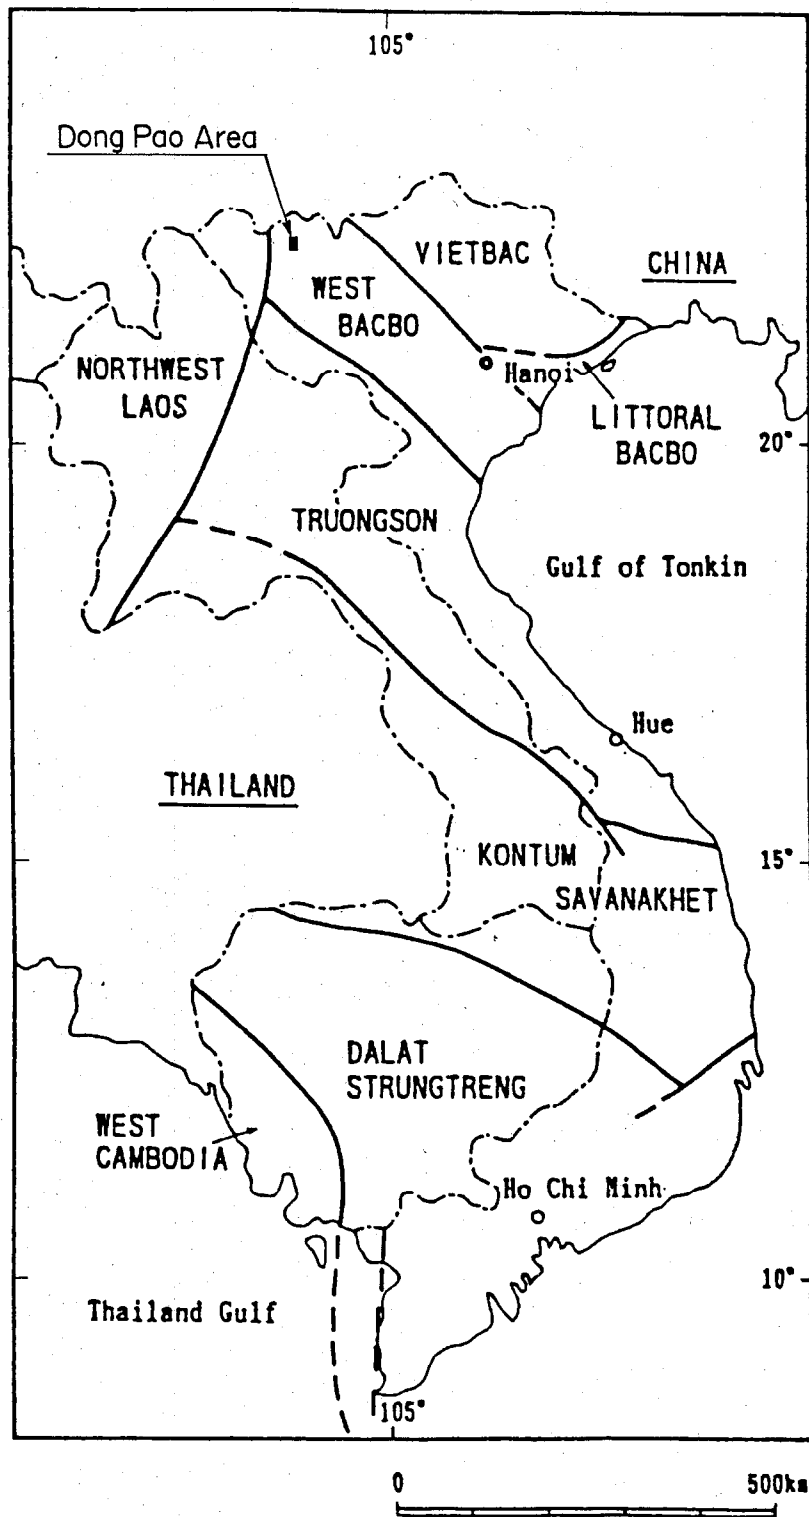 105°
Dong Pao Area
VIETBAC
CHINA
WEST
BACBO
NORTHWEST
LAOS
Hanoi
LITTORAL
BACBO
20°
TRUONGSON
Gulf of Tonkin
Hue
THAILAND
KONTUM
15°
SAVANAKHET
DALAT
STRUNGTRENG
WEST
CAMBODIA
Ho Chi Minh
10°
Thailand Gulf
105°
0
500km